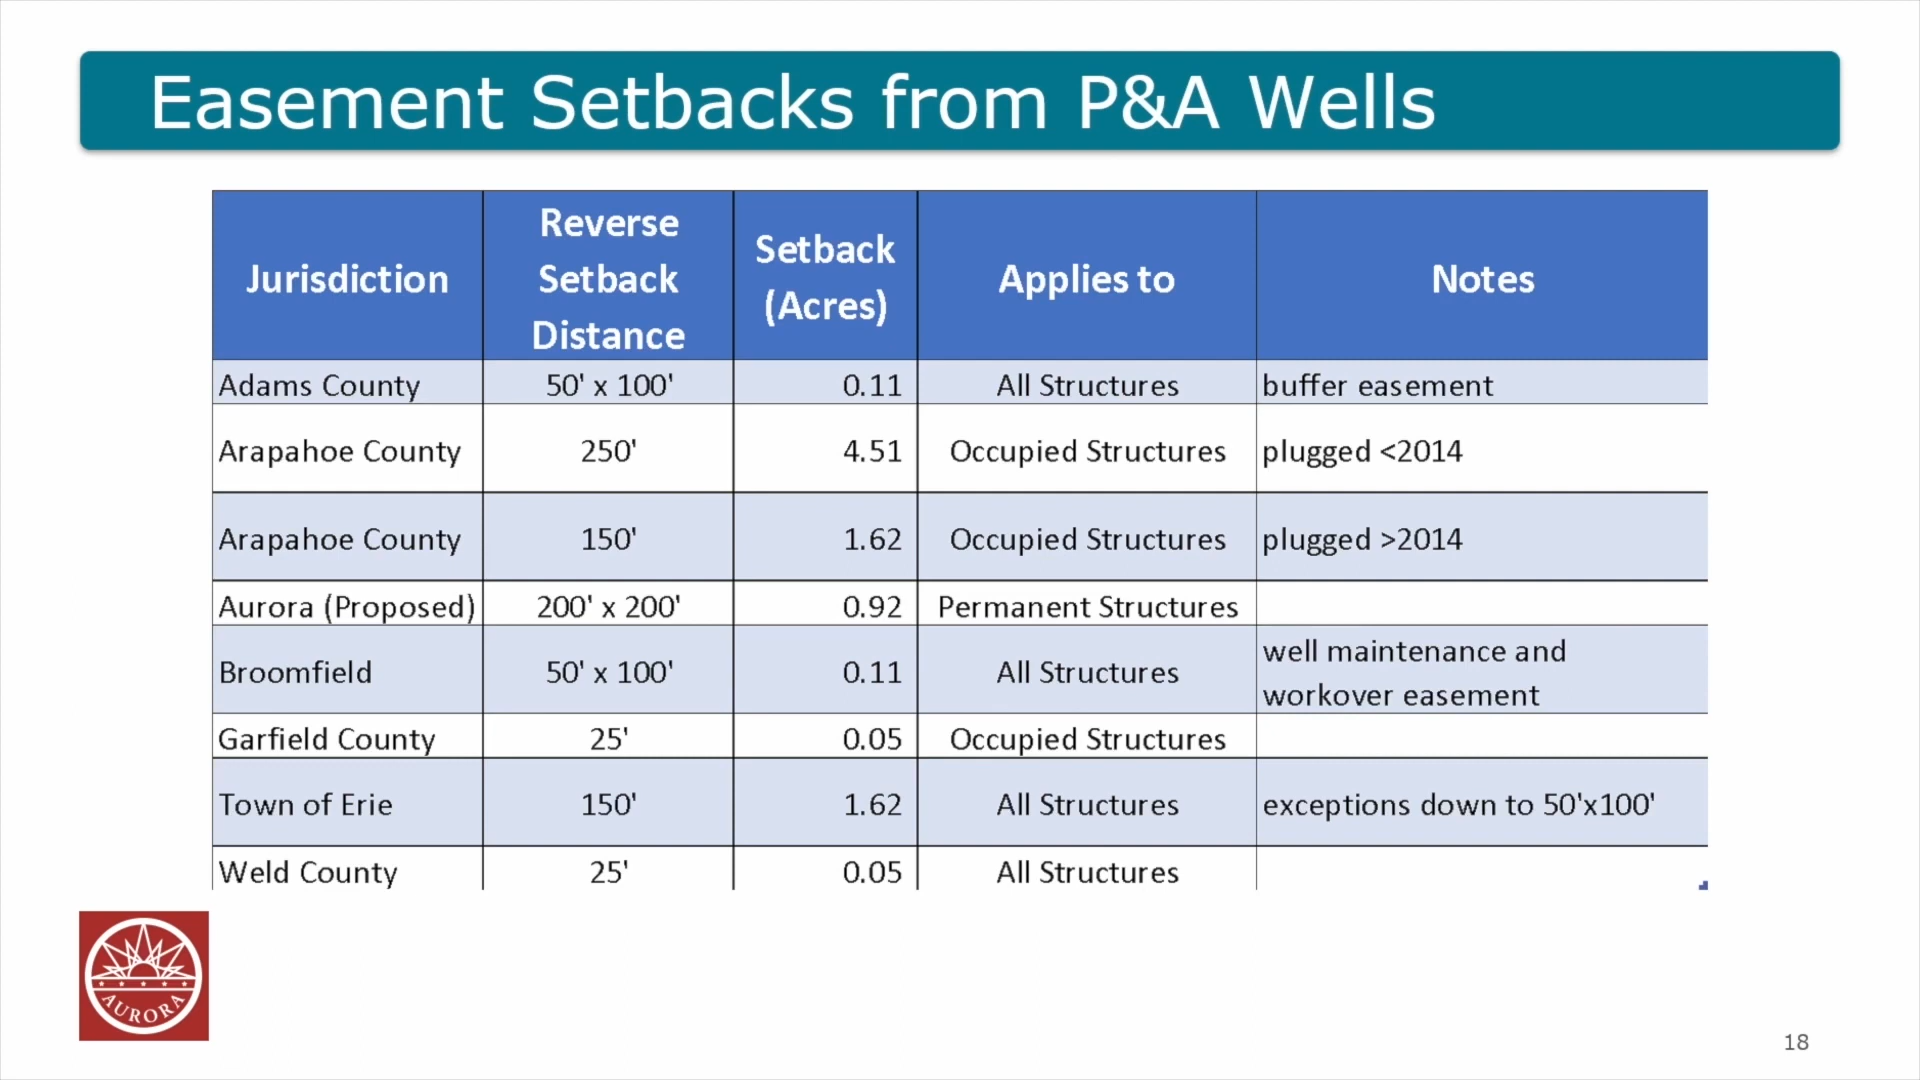 Easement Setbacks from P&A Wells
Jurisdiction
Reverse
Setback
Distance
Setback
(Acres)
Applies to
Notes
Adams County 50' x 100' 0.11 All Structures buffer easement
Arapahoe County 250' 4.51 Occupied Structures plugged <2014
Arapahoe County 150' 1.62 Occupied Structures plugged >2014
Aurora (Proposed) 200' x 200' 0.92 Permanent Structures
Broomfield 50' x 100' 0.11 All Structures well maintenance and
workover easement
Garfield County 25' 0.05 Occupied Structures
Town of Erie 150' 1.62 All Structures exceptions down to 50'x100'
Weld County 25' 0.05 All Structures
AURORA
18